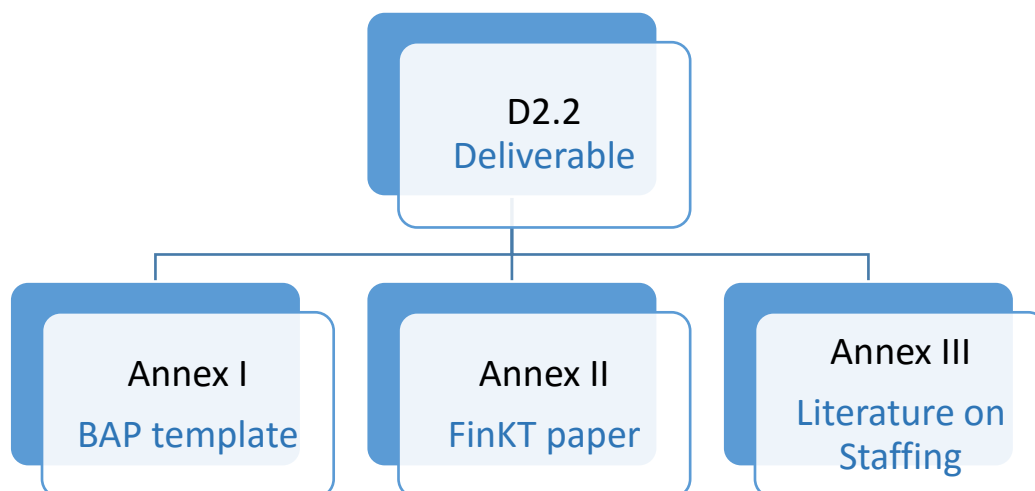 D2.2
Deliverable
Annex I
BAP template
Annex II
FinKT paper
Annex III
Literature on
Staffing